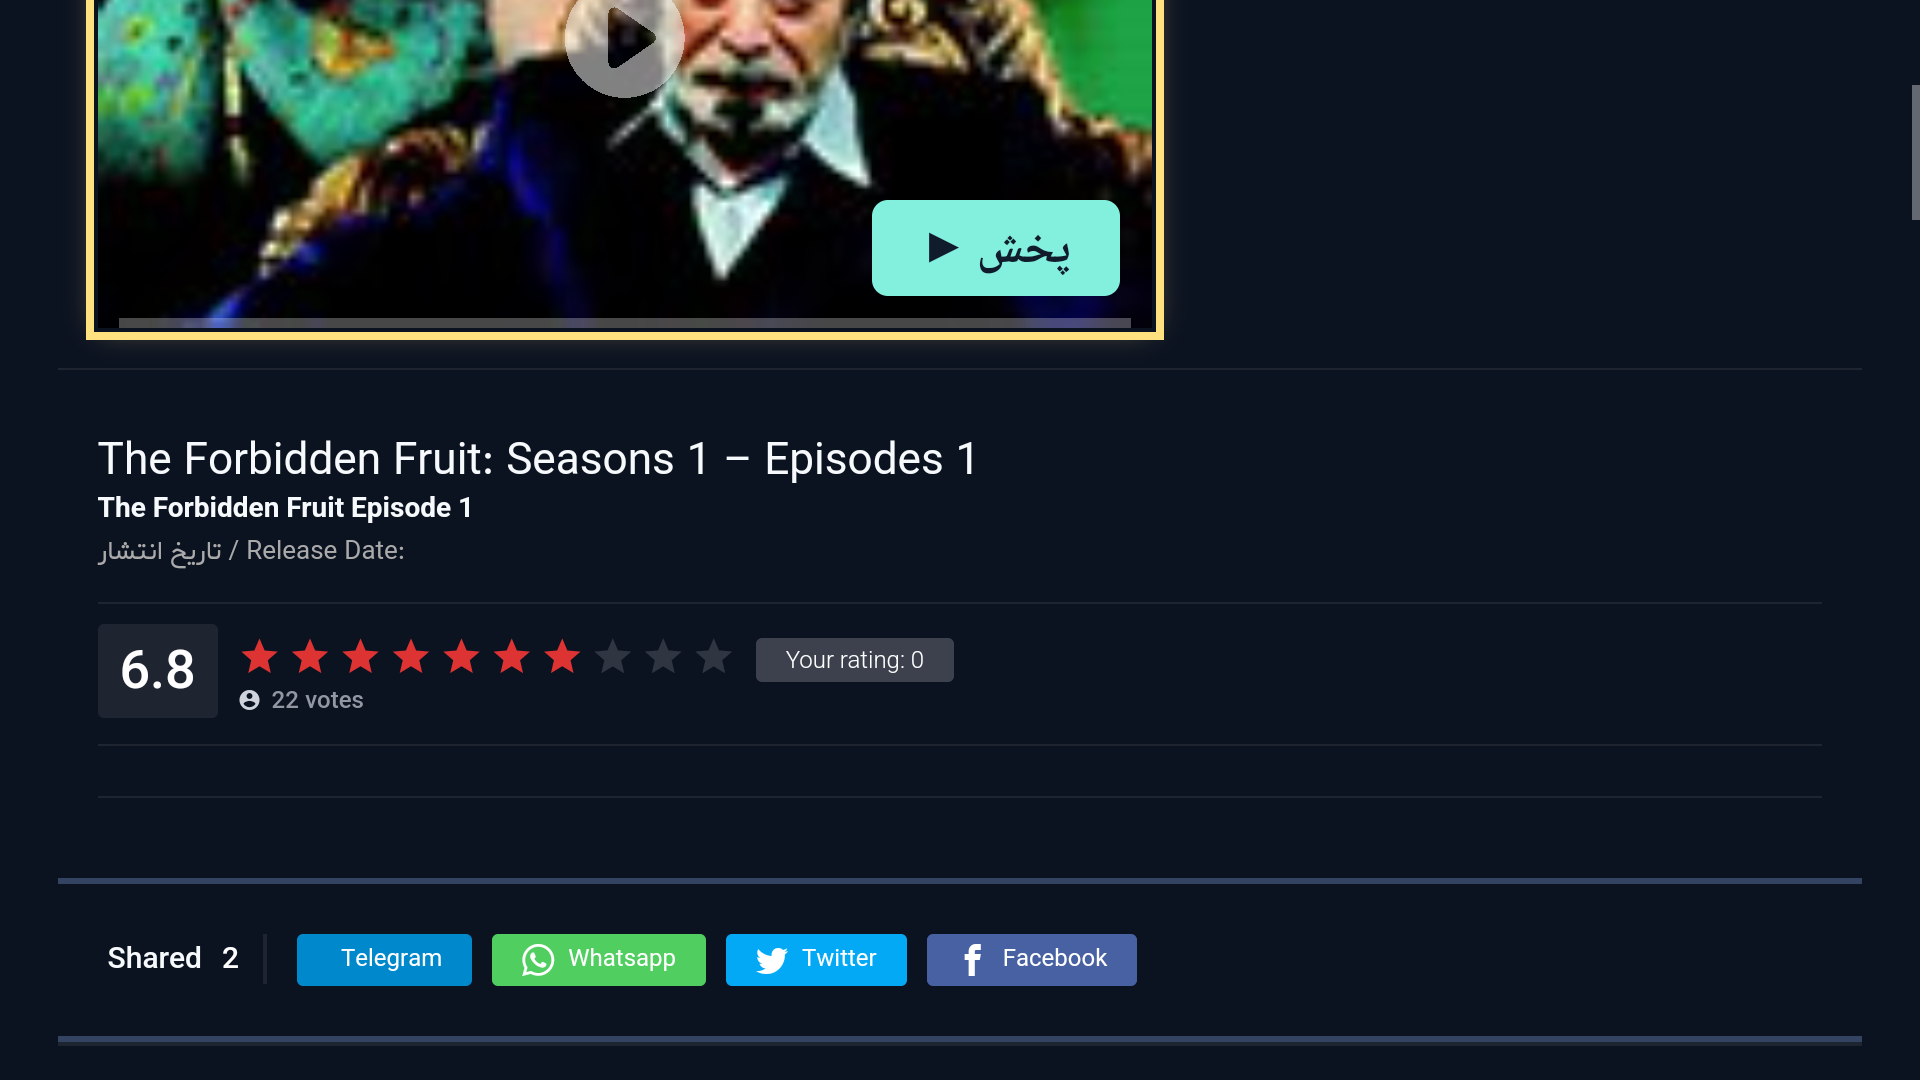 پخش
The Forbidden Fruit: Seasons 1 – Episodes 1
The Forbidden Fruit Episode 1
تاریخ انتشار / Release Date:
6.8
Your rating: 0
22 votes
Shared 2
Telegram
Whatsapp
Twitter
Facebook